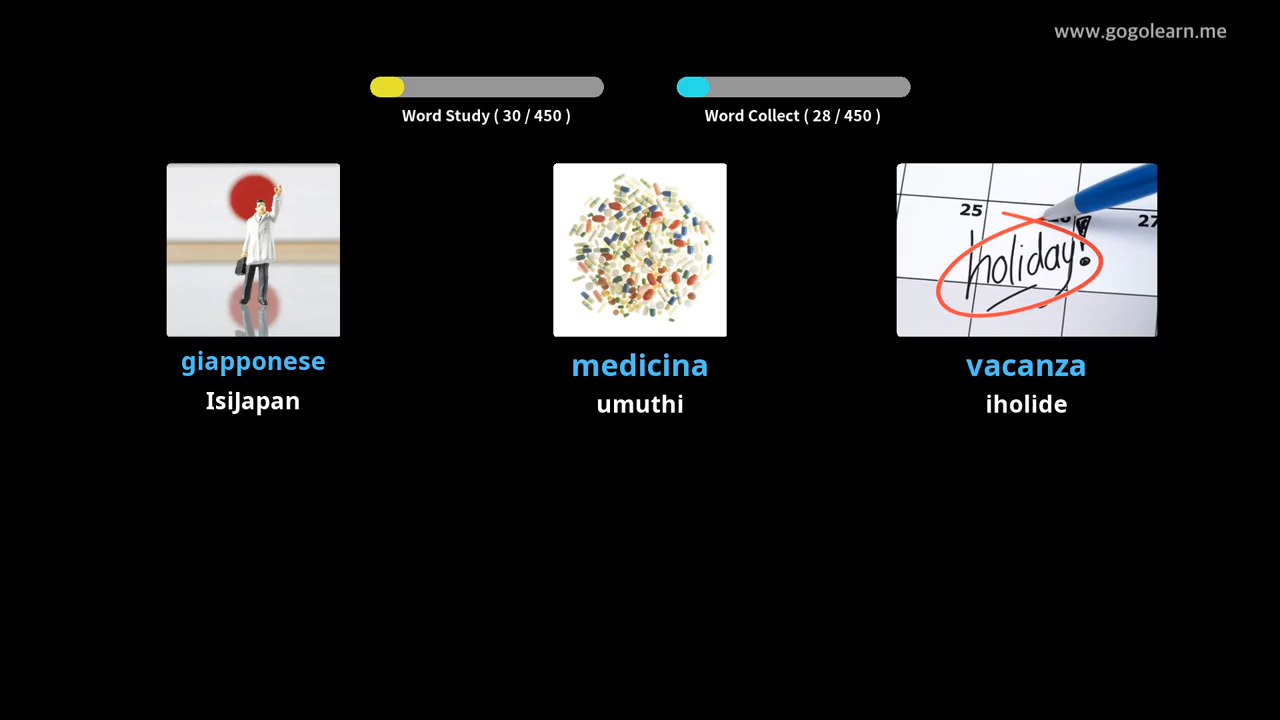 www.gogolearn.me
Word Study ( 30 / 450 )
Word Collect ( 28 / 450 )
25
27
holiday!
giapponese
medicina
vacanza
IsiJapan
umuthi
iholide